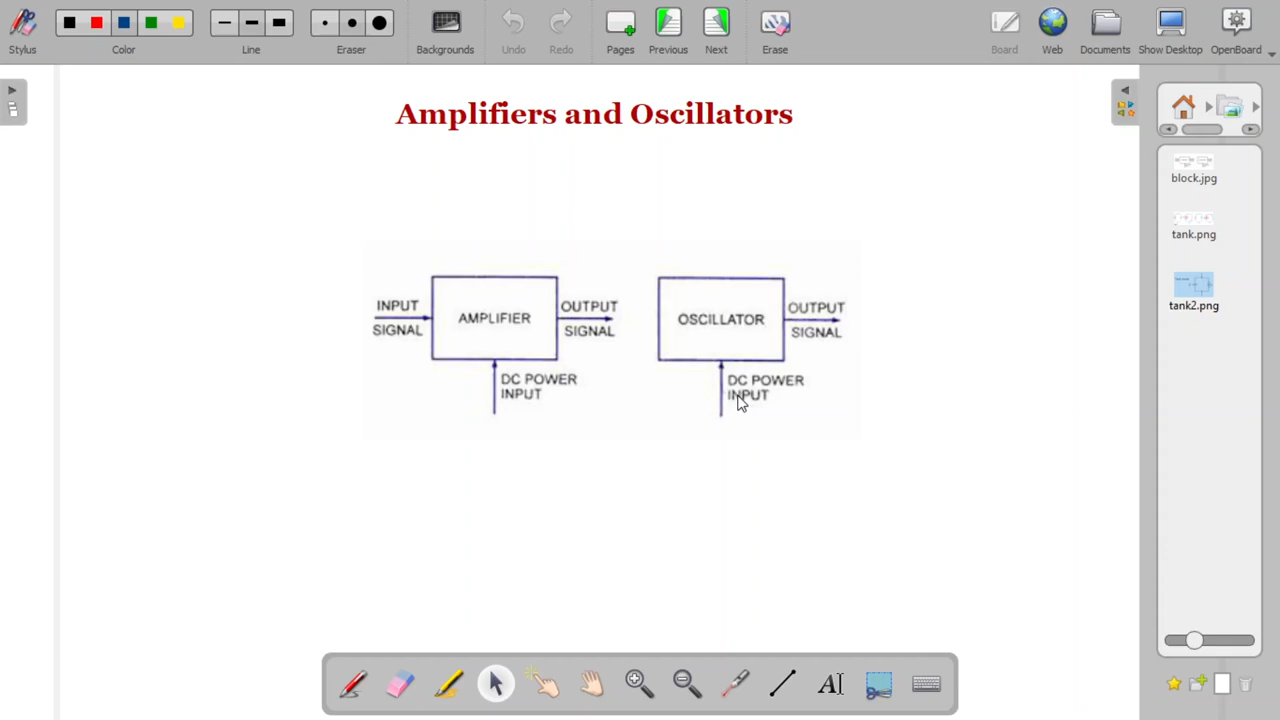 Stylus
Color
Line
Eraser
Backgrounds
Undo
Redo
Pages
Previous
Next
Erase
Board
Web
Documents
Show Desktop
OpenBoard
Amplifiers and Oscillators
INPUT
SIGNAL
AMPLIFIER
OUTPUT
SIGNAL
DC POWER
INPUT
OSCILLATOR
OUTPUT
SIGNAL
DC POWER
INPUT
block.jpg
tank.png
tank2.png